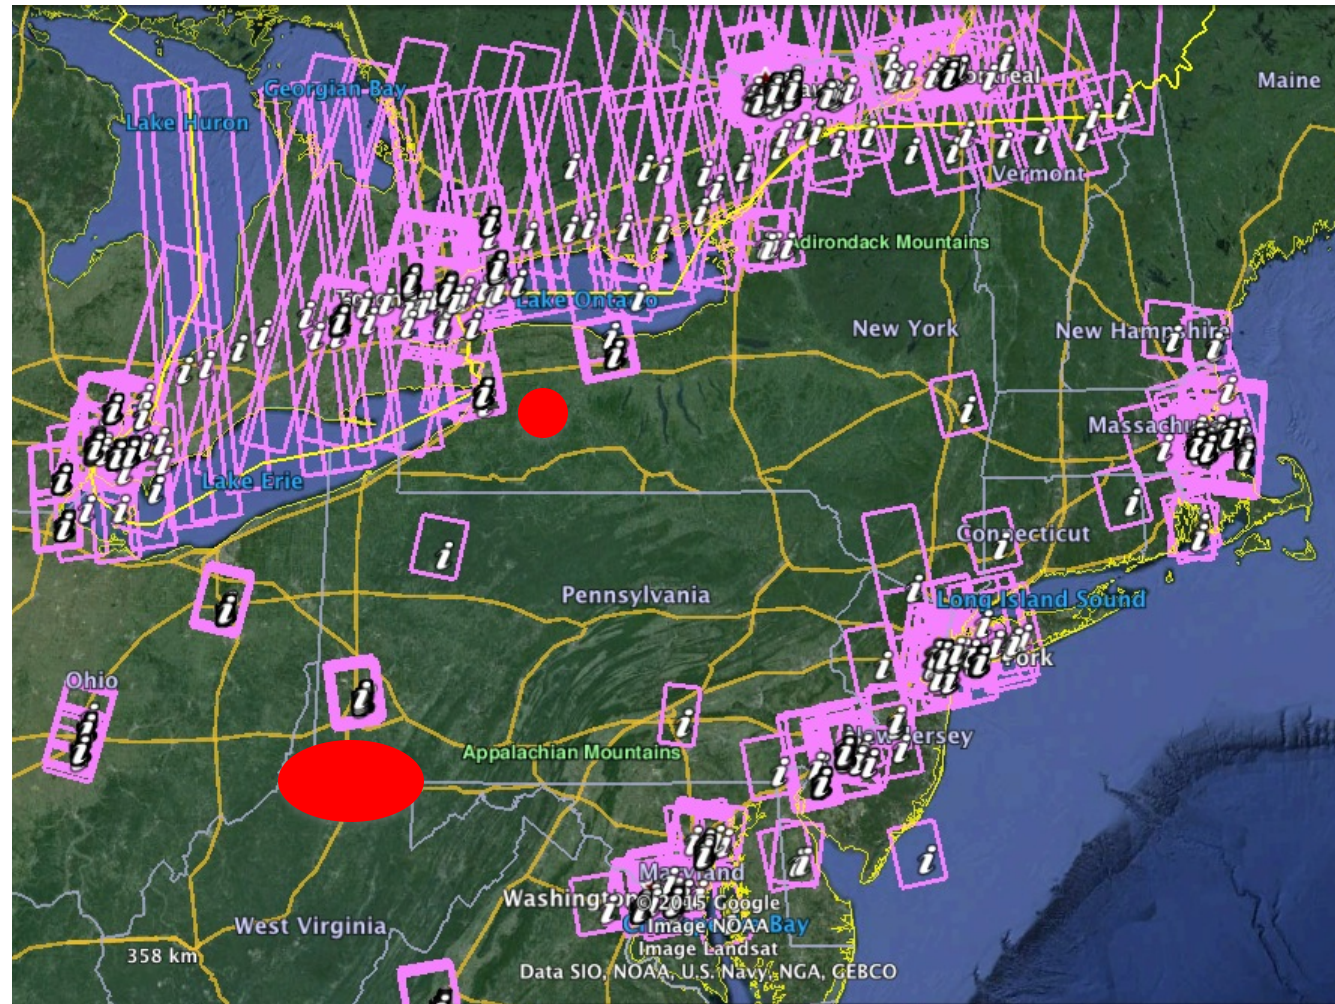 Georgian Bay
Maine
Lake Huron
Vermont
Adirondack Mountains
Lake Ontario
New York
New Hampshire
Lake Erie
Connecticut
Pennsylvania
Long Island Sound
Ohio
New Jersey
Appalachian Mountains
Maryland
Washington
© 2015 Google
West Virginia
Image NOAA
Bay
Image Landsat
358 km
Data SIO, NOAA, U.S. Navy, NGA, GEBCO